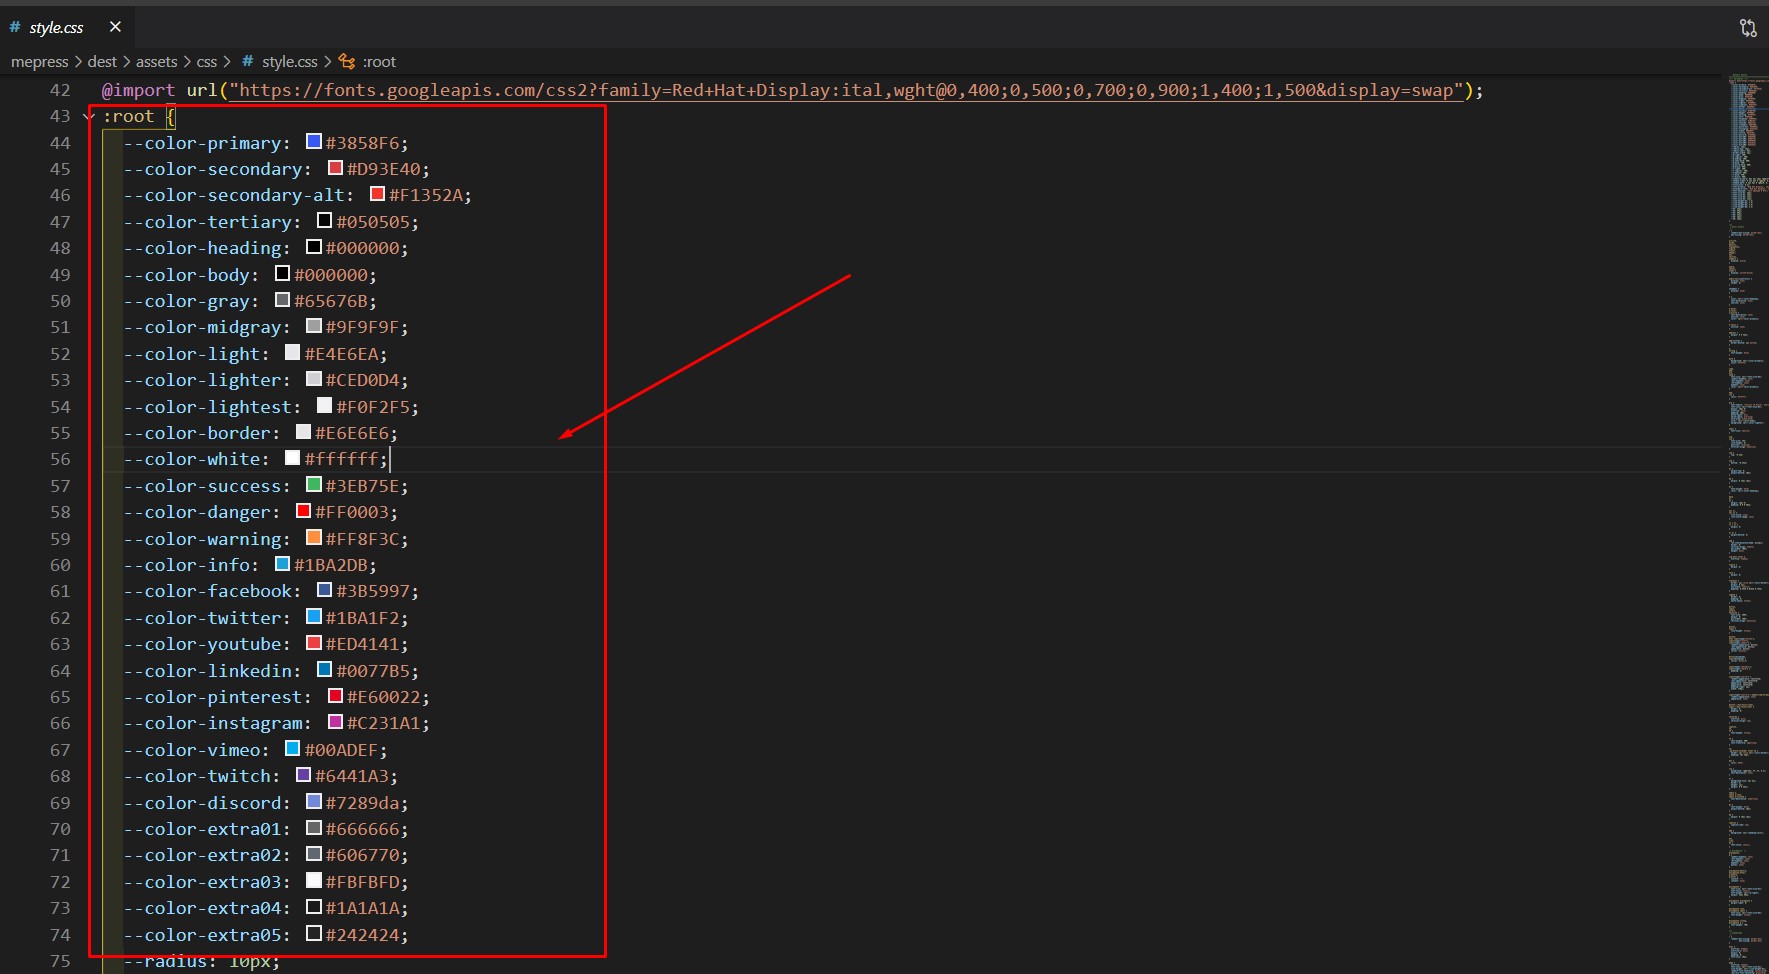 # style.css ×
mepress > dest > assets > css > # style.css > :root
42 @import url("https://fonts.googleapis.com/css2?family=Red+Hat+Display:ital,wght@0,400;0,500;0,700;0,900;1,400;1,500&display=swap");
43 :root {
44 --color-primary: #3858F6;
45 --color-secondary: #D93E40;
46 --color-secondary-alt: #F1352A;
47 --color-tertiary: #050505;
48 --color-heading: #000000;
49 --color-body: #000000;
50 --color-gray: #65676B;
51 --color-midgray: #9F9F9F;
52 --color-light: #E4E6EA;
53 --color-lighter: #CED0D4;
54 --color-lightest: #F0F2F5;
55 --color-border: #E6E6E6;
56 --color-white: #ffffff;
57 --color-success: #3EB75E;
58 --color-danger: #FF0003;
59 --color-warning: #FF8F3C;
60 --color-info: #1BA2DB;
61 --color-facebook: #3B5997;
62 --color-twitter: #1BA1F2;
63 --color-youtube: #ED4141;
64 --color-linkedin: #0077B5;
65 --color-pinterest: #E60022;
66 --color-instagram: #C231A1;
67 --color-vimeo: #00ADEF;
68 --color-twitch: #6441A3;
69 --color-discord: #7289da;
70 --color-extra01: #666666;
71 --color-extra02: #606770;
72 --color-extra03: #FBFBFD;
73 --color-extra04: #1A1A1A;
74 --color-extra05: #242424;
75 --radius: 10px;